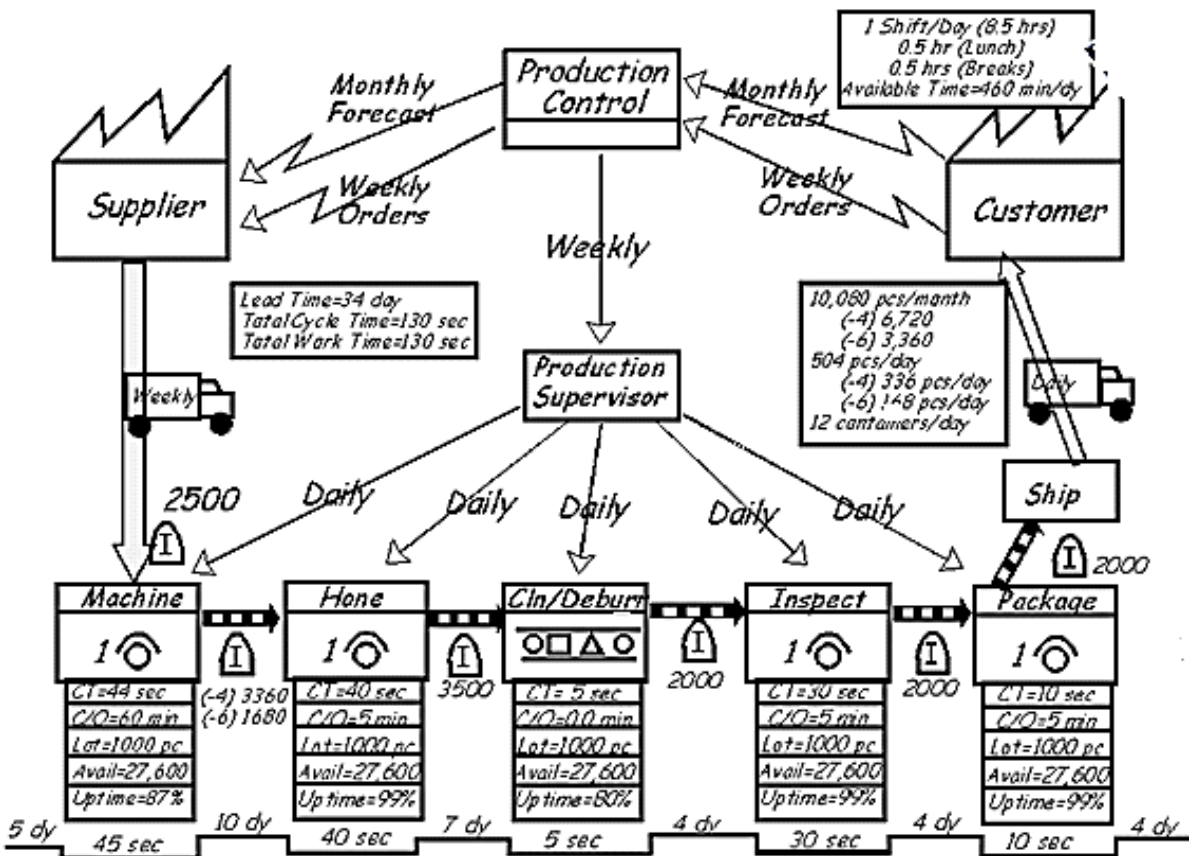 1 Shift/Day (8.5 hrs)
0.5 hr (Lunch)
0.5 hrs (Breaks)
Available Time=460 min/dy
Production
Control
Monthly
Forecast
Monthly
Forecast
Supplier
Weekly
Orders
Weekly
Orders
Customer
Weekly
Lead Time=34 day
Tatal Cycle Time=130 sec
Tatal Wark Time=130 sec
10,080 pcs/month
(-4) 6,720
(-6) 3,360
504 pcs/day
(-4) 336 pcs/day
(-6) pcs/day
12 cantamers/day
Production
Supervisor
Weekly
Daily
Daily
Daily
Daily
Daily
Daily
Ship
2500
I
I
2000
Machine
Hone
Cln/Deburr
Inspect
Package
1
1
1
1
I
I
I
I
(-4) 3360
(-6) 1680
3500
2000
2000
CT=44 sec
C/O=60 min
Lat=1000 pc
Avail=27,600
Uptime=87%
CT=40 sec
C/O=5 min
Lot=1000 pc
Avail=27,600
Uptime=99%
CT= 5 sec
C/O=0.0 min
Lot=1000 pc
Avail=27,600
Uptime=80%
CT=30 sec
C/O=5 min
Lot=1000 pc
Avail=27,600
Uptime=99%
CT=10 sec
C/O=5 min
Lot=1000 pc
Avail=27,600
Uptime=99%
5 dy
45 sec
10 dy
40 sec
7 dy
5 sec
4 dy
30 sec
4 dy
10 sec
4 dy